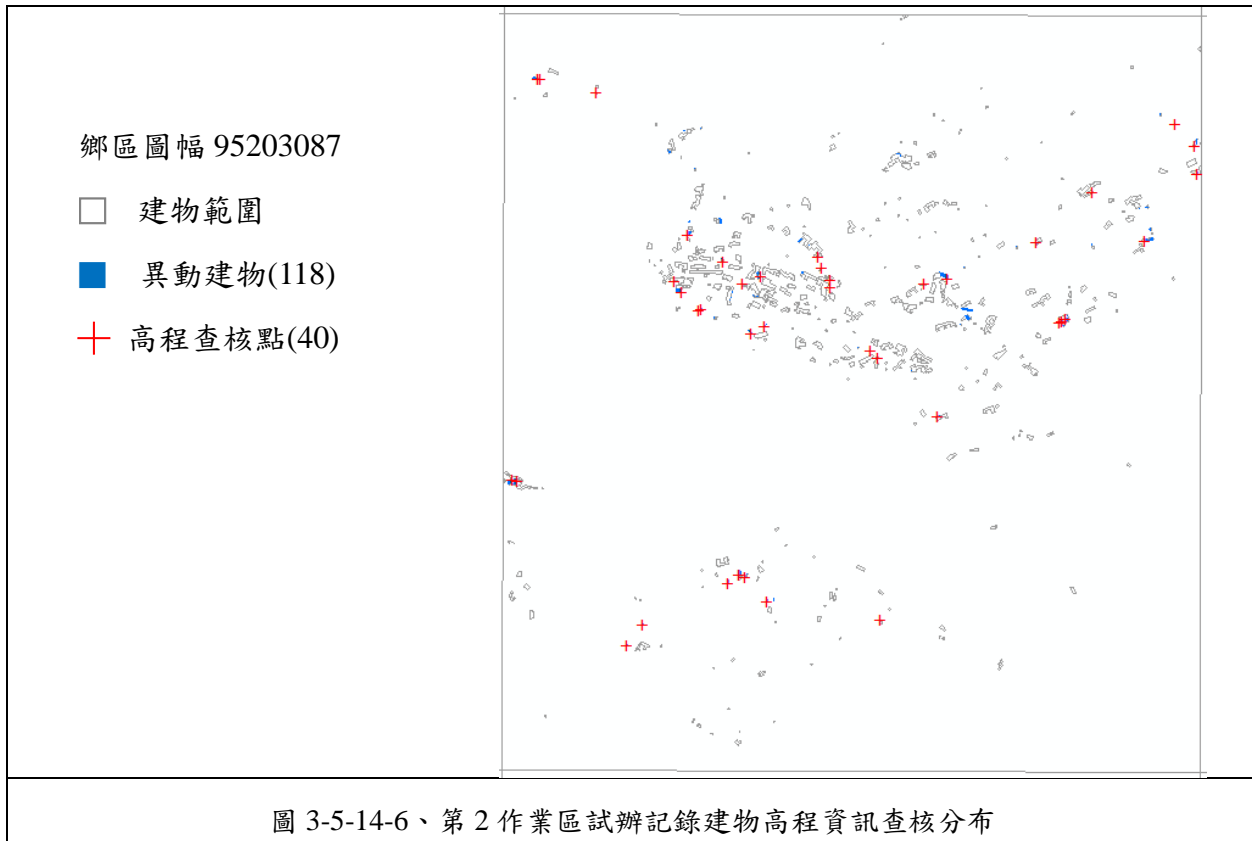 鄉區圖幅 95203087
建物範圍
異動建物(118)
高程查核點(40)
圖 3-5-14-6、第 2 作業區試辦記錄建物高程資訊查核分布